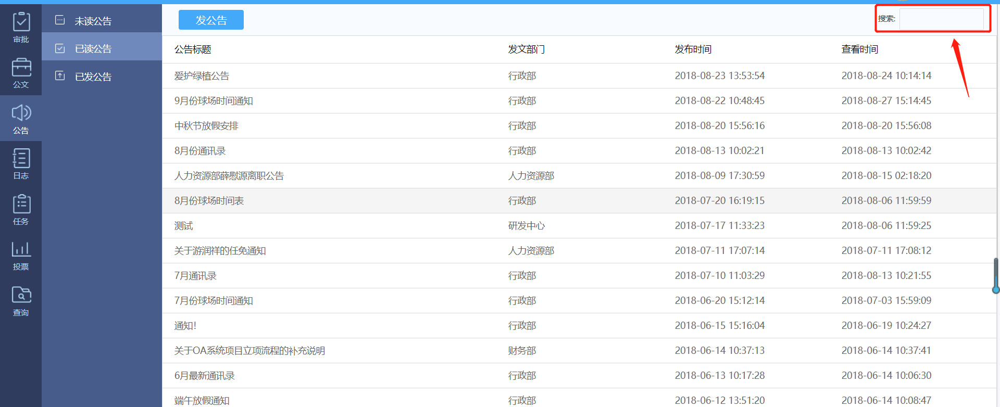 审批
公文
公告
日志
任务
投票
查询
未读公告
已读公告
已发公告
发公告
搜索:
公告标题 发文部门 发布时间 查看时间
爱护绿植公告 行政部 2018-08-23 13:53:54 2018-08-24 10:14:14
9月份球场时间通知 行政部 2018-08-22 10:48:45 2018-08-27 15:14:45
中秋节放假安排 行政部 2018-08-20 15:56:16 2018-08-20 15:56:08
8月份通讯录 行政部 2018-08-13 10:02:21 2018-08-13 10:02:42
人力资源部薛慰源离职公告 人力资源部 2018-08-09 17:30:59 2018-08-15 02:18:20
8月份球场时间表 行政部 2018-07-20 16:19:15 2018-08-06 11:59:59
测试 研发中心 2018-07-17 11:33:23 2018-08-06 11:59:25
关于游润祥的任免通知 人力资源部 2018-07-11 17:07:14 2018-07-11 17:08:12
7月通讯录 行政部 2018-07-10 11:03:29 2018-08-13 10:21:55
7月份球场时间通知 行政部 2018-06-20 15:12:14 2018-07-03 15:59:09
通知! 行政部 2018-06-15 15:16:04 2018-06-19 10:24:27
关于OA系统项目立项流程的补充说明 财务部 2018-06-14 10:37:13 2018-06-14 10:37:41
6月最新通讯录 行政部 2018-06-13 10:17:28 2018-06-14 10:06:30
端午放假通知 行政部 2018-06-12 13:51:20 2018-06-14 10:08:47